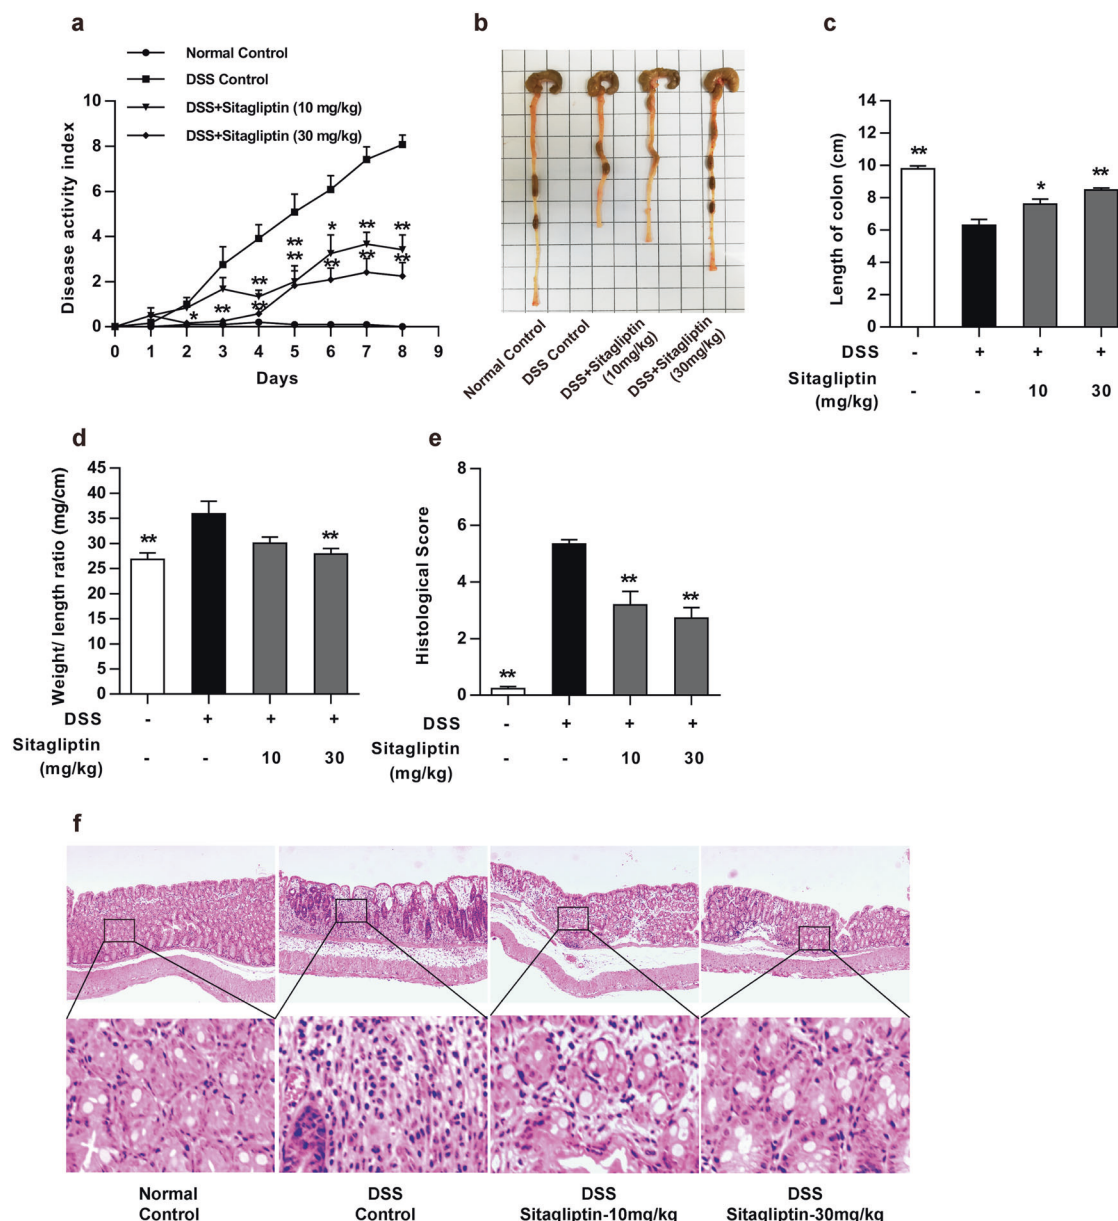 a
Normal Control
DSS Control
DSS+Sitagliptin (10 mg/kg)
DSS+Sitagliptin (30 mg/kg)
Disease activity index
10
8
6
4
2
0
** ** * ** **
** ** ** ** **
* ** **
0 1 2 3 4 5 6 7 8 9
Days
b
Normal Control
DSS Control
DSS+Sitagliptin
(10mg/kg)
DSS+Sitagliptin
(30mg/kg)
c
Length of colon (cm)
14
12
10
8
6
4
2
0
** * **
DSS - + + +
Sitagliptin
(mg/kg) - - 10 30
d
Weight/ length ratio (mg/cm)
45
40
35
30
25
20
15
10
5
0
** **
DSS - + + +
Sitagliptin
(mg/kg) - - 10 30
e
Histological Score
8
6
4
2
0
** ** **
DSS - + + +
Sitagliptin
(mg/kg) - - 10 30
f
Normal
Control
DSS
Control
DSS
Sitagliptin-10mg/kg
DSS
Sitagliptin-30mg/kg